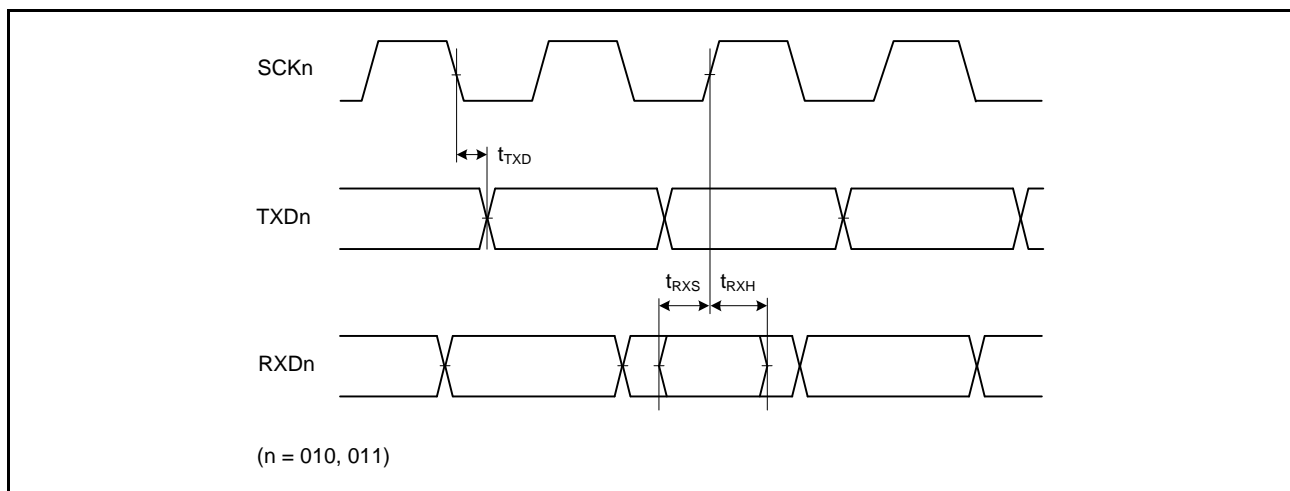 SCKn
tTXD
TXDn
tRXS tRXH
RXDn
(n = 010, 011)